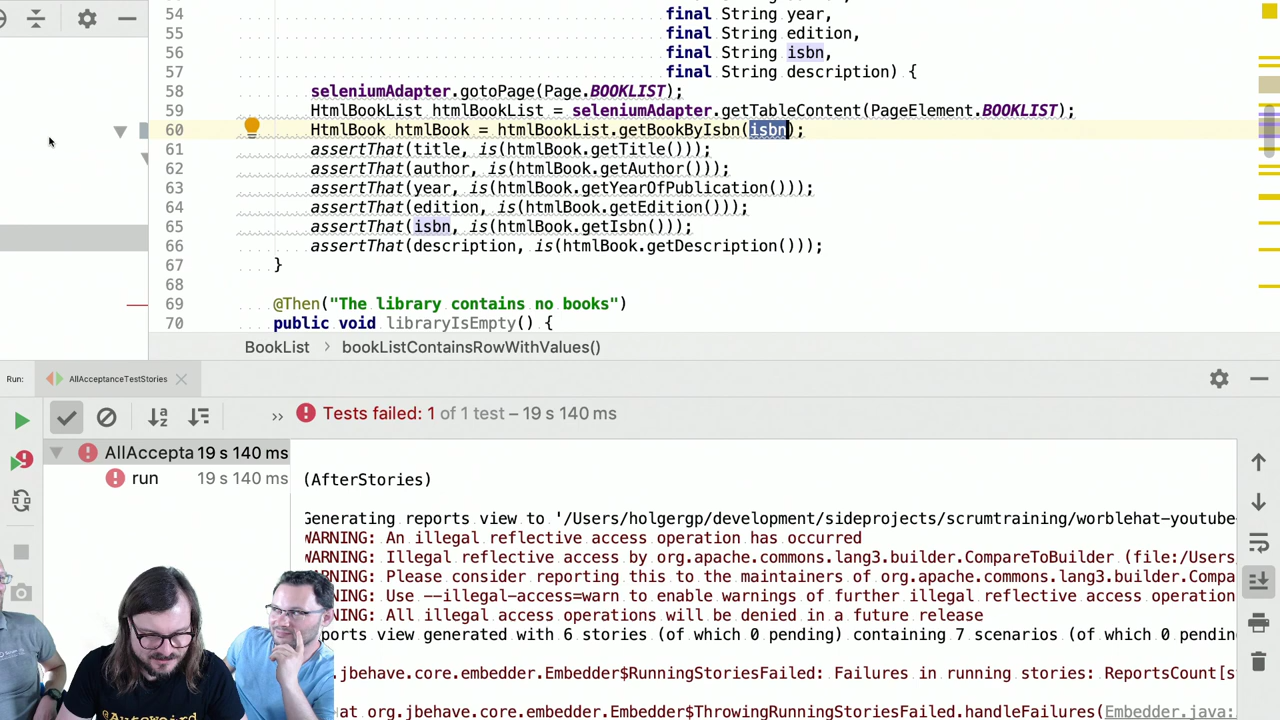 54 final String year,
55 final String edition,
56 final String isbn,
57 final String description) {
58 seleniumAdapter.gotoPage(Page.BOOKLIST);
59 HtmlBookList htmlBookList = seleniumAdapter.getTableContent(PageElement.BOOKLIST);
60 HtmlBook htmlBook = htmlBookList.getBookByIsbn(isbn);
61 assertThat(title, is(htmlBook.getTitle()));
62 assertThat(author, is(htmlBook.getAuthor()));
63 assertThat(year, is(htmlBook.getYearOfPublication()));
64 assertThat(edition, is(htmlBook.getEdition()));
65 assertThat(isbn, is(htmlBook.getIsbn()));
66 assertThat(description, is(htmlBook.getDescription()));
67 }
68
69 @Then("The library contains no books")
70 public void libraryIsEmpty() {
BookList > bookListContainsRowWithValues()
Run: AllAcceptanceTestStories
>> Tests failed: 1 of 1 test – 19 s 140 ms
AllAccepta 19 s 140 ms
run 19 s 140 ms
(AfterStories)
Generating reports view to '/Users/holgergp/development/sideprojects/scrumtraining/worblehat-youtube-
WARNING: An illegal reflective access operation has occurred
WARNING: Illegal reflective access by org.apache.commons.lang3.builder.CompareToBuilder (file:/Users
WARNING: Please consider reporting this to the maintainers of org.apache.commons.lang3.builder.Compa
WARNING: Use --illegal-access=warn to enable warnings of further illegal reflective access operation
NING: All illegal access operations will be denied in a future release
ports view generated with 6 stories (of which 0 pending) containing 7 scenarios (of which 0 pendin
.jbehave.core.embedder.Embedder$RunningStoriesFailed: Failures in running stories: ReportsCount[s
at org.jbehave.core.embedder.Embedder$ThrowingRunningStoriesFailed.handleFailures(Embedder.java: